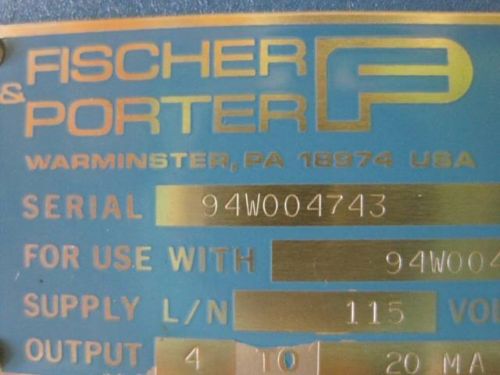 FISCHER
& PORTER
WARMINSTER, PA 18974 USA
SERIAL 94W004743
FOR USE WITH 94W004
SUPPLY L/N 115 VOL
OUTPUT 4 TO 20 MA